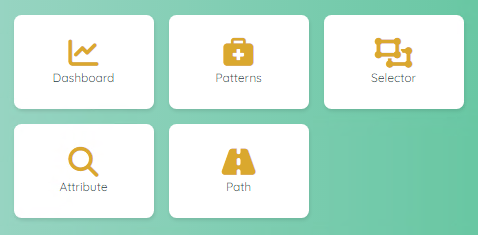 Dashboard
Patterns
Selector
Attribute
Path